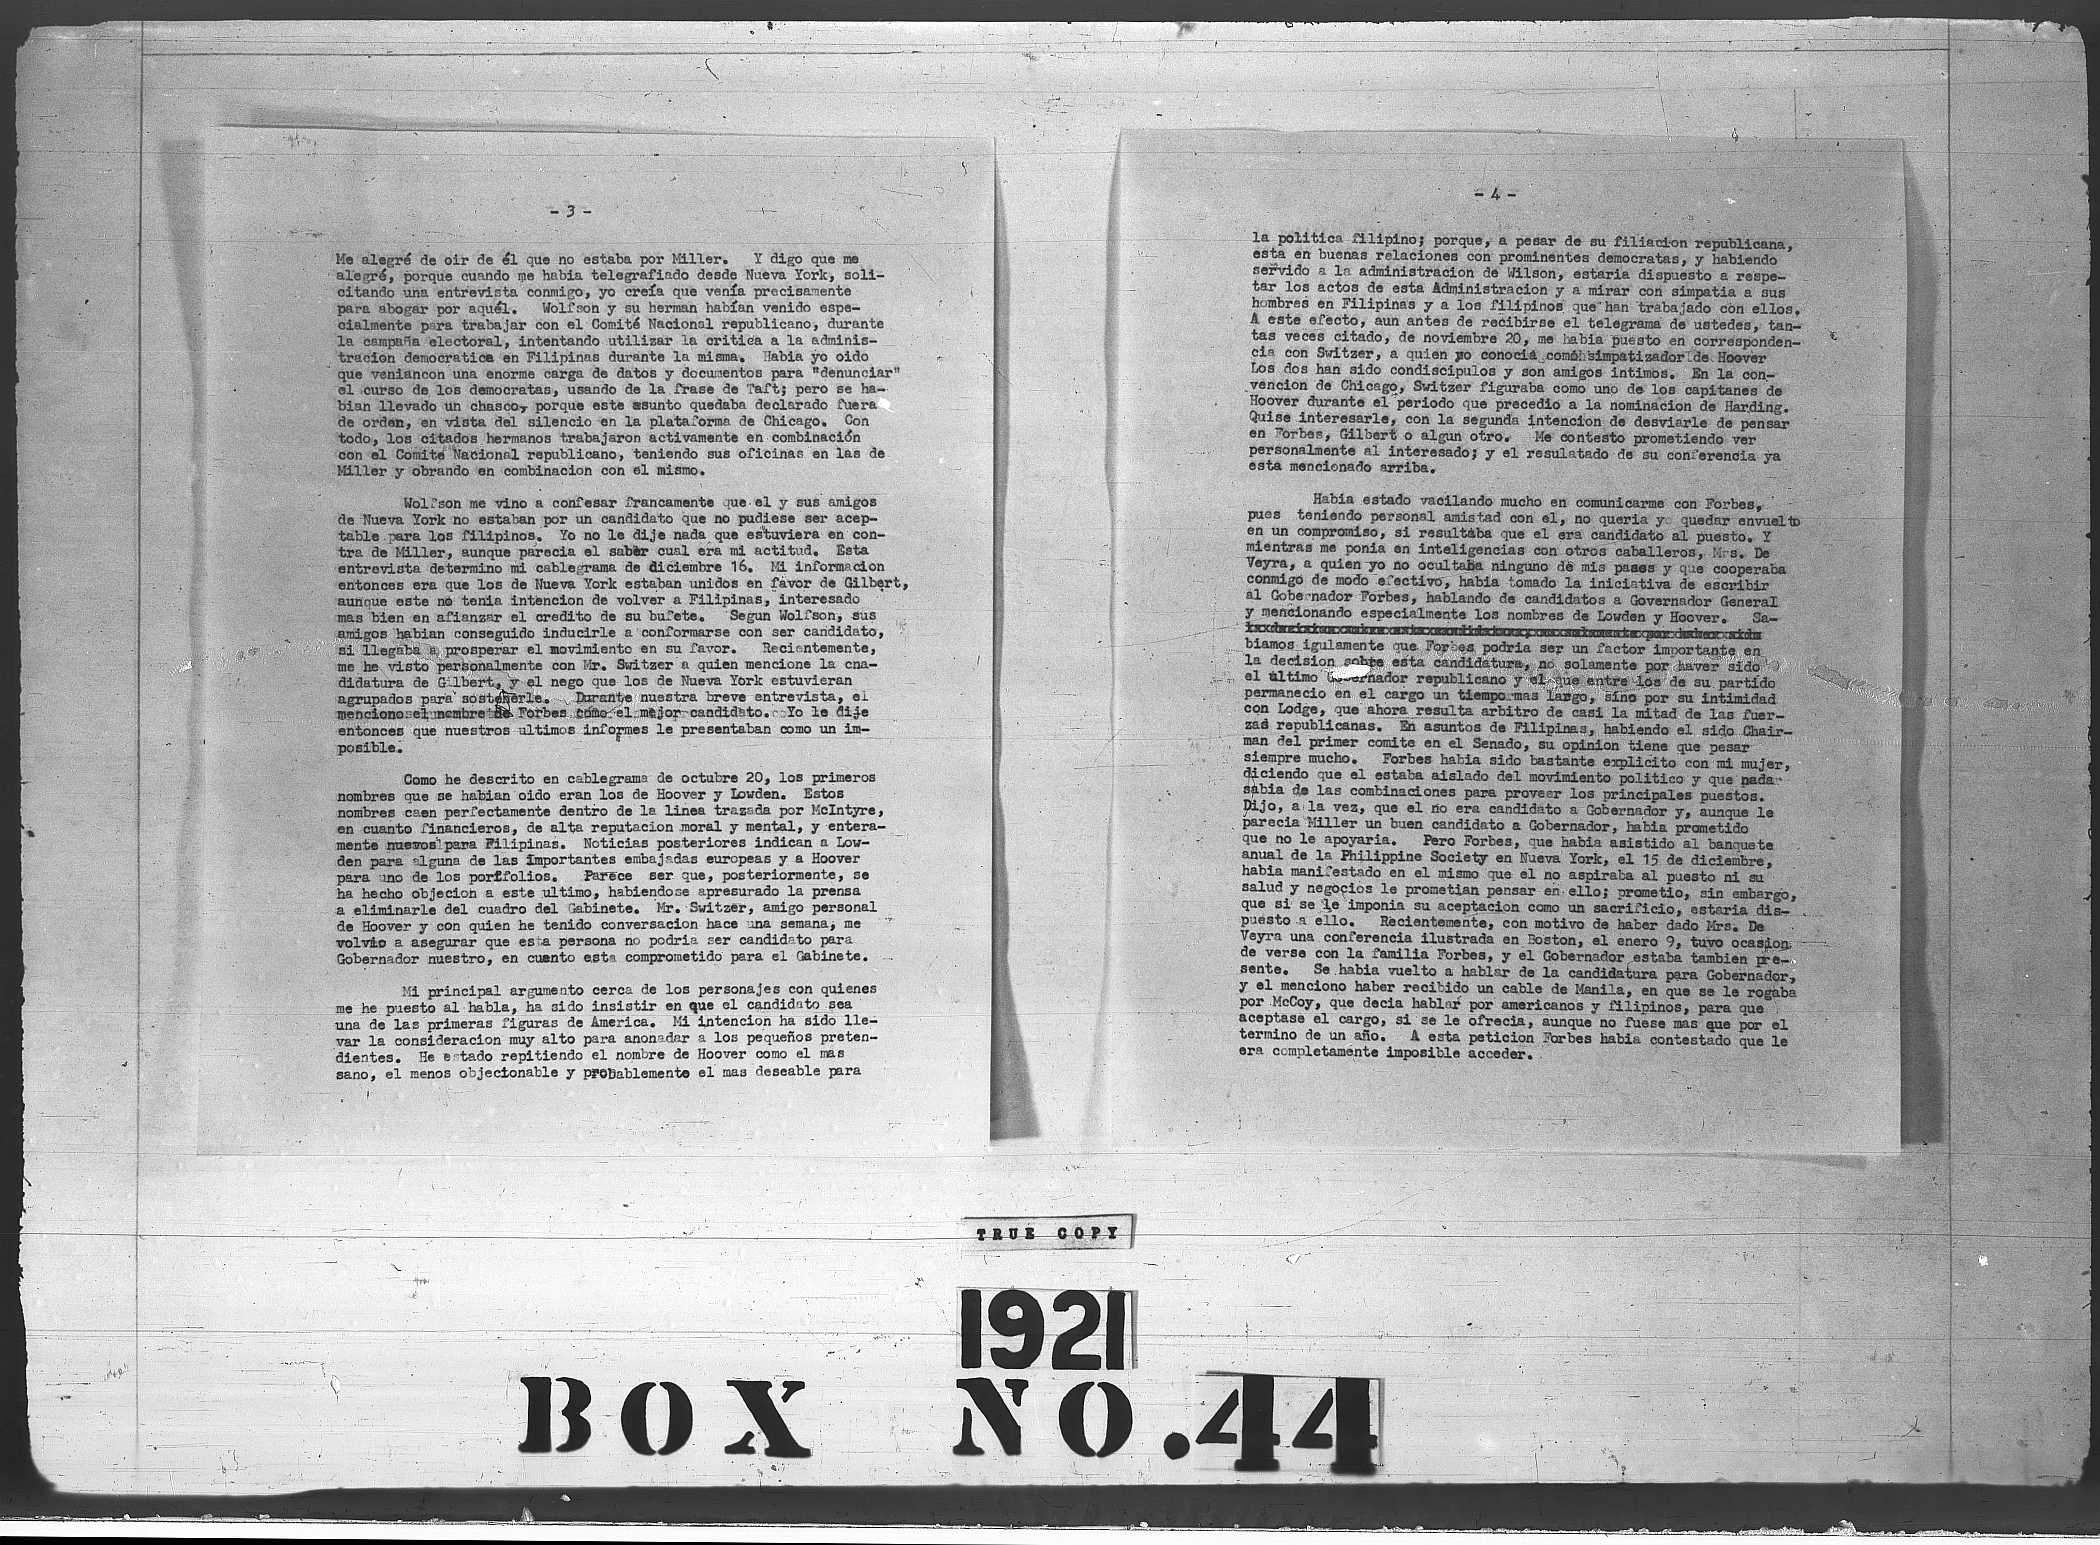 - 3 -
Me alegré de oir de él que no estaba por Miller. Y digo que me
alegré, porque cuando me habia telegrafiado desde Nueva York, soli-
citando una entrevista conmigo, yo creía que venía precisamente
para abogar por aquél. Wolfson y su herman habían venido espe-
cialmente para trabajar con el Comité Nacional republicano, durante
la campaña electoral, intentando utilizar la critica a la adminis-
tracion democratica en Filipinas durante la misma. Habia yo oido
que veniancon una enorme carga de datos y documentos para "denunciar"
el curso de los democratas, usando de la frase de Taft; pero se ha-
bian llevado un chasco, porque este asunto quedaba declarado fuera
de orden, en vista del silencio en la plataforma de Chicago. Con
todo, los citados hermanos trabajaron activamente en combinación
con el Comite Nacional republicano, teniendo sus oficinas en las de
Miller y obrando en combinacion con el mismo.
Wolfson me vino a confesar francamente que el y sus amigos
de Nueva York no estaban por un candidato que no pudiese ser acep-
table para los filipinos. Yo no le dije nada que estuviera en con-
tra de Miller, aunque parecia el saber cual era mi actitud. Esta
entrevista determino mi cablegrama de diciembre 16. Mi informacion
entonces era que los de Nueva York estaban unidos en favor de Gilbert,
aunque este no tenia intencion de volver a Filipinas, interesado
mas bien en afianzar el credito de su bufete. Segun Wolfson, sus
amigos habian conseguido inducirle a conformarse con ser candidato,
si llegaba a prosperar el movimiento en su favor. Recientemente,
me he visto personalmente con Mr. Switzer a quien mencione la cna-
didatura de Gilbert, y el nego que los de Nueva York estuvieran
agrupados para sostenerle. Durante nuestra breve entrevista, el
menciono el nombre de Forbes como el mejor candidato. Yo le dije
entonces que nuestros ultimos informes le presentaban como un im-
posible.
Como he descrito en cablegrama de octubre 20, los primeros
nombres que se habian oido eran los de Hoover y Lowden. Estos
nombres caen perfectamente dentro de la linea trazada por McIntyre,
en cuanto financieros, de alta reputacion moral y mental, y entera-
mente nuevos para Filipinas. Noticias posteriores indican a Low-
den para alguna de las importantes embajadas europeas y a Hoover
para uno de los portfolios. Parece ser que, posteriormente, se
ha hecho objecion a este ultimo, habiendose apresurado la prensa
a eliminarle del cuadro del Gabinete. Mr. Switzer, amigo personal
de Hoover y con quien he tenido conversacion hace una semana, me
volvio a asegurar que esta persona no podria ser candidato para
Gobernador nuestro, en cuento esta comprometido para el Gabinete.
Mi principal argumento cerca de los personajes con quienes
me he puesto al habla, ha sido insistir en que el candidato sea
una de las primeras figuras de America. Mi intencion ha sido lle-
var la consideracion muy alto para anonadar a los pequeños preten-
dientes. He estado repitiendo el nombre de Hoover como el mas
sano, el menos objecionable y probablemente el mas deseable para
- 4 -
la politica filipino; porque, a pesar de su filiacion republicana,
esta en buenas relaciones con prominentes democratas, y habiendo
servido a la administracion de Wilson, estaria dispuesto a respe-
tar los actos de esta Administracion y a mirar con simpatia a sus
hombres en Filipinas y a los filipinos que han trabajado con ellos.
A este efecto, aun antes de recibirse el telegrama de ustedes, tan-
tas veces citado, de noviembre 20, me habia puesto en corresponden-
cia con Switzer, a quien yo conocia como simpatizador de Hoover
Los dos han sido condiscipulos y son amigos intimos. En la con-
vencion de Chicago, Switzer figuraba como uno de los capitanes de
Hoover durante el periodo que precedio a la nominacion de Harding.
Quise interesarle, con la segunda intencion de desviarle de pensar
en Forbes, Gilbert o algun otro. Me contesto prometiendo ver
personalmente al interesado; y el resulatado de su conferencia ya
esta mencionado arriba.
Habia estado vacilando mucho en comunicarme con Forbes,
pues teniendo personal amistad con el, no queria yo quedar envuelto
en un compromiso, si resultaba que el era candidato al puesto. Y
mientras me ponia en inteligencias con otros caballeros, Mrs. De
Veyra, a quien yo no ocultaba ninguno de mis pases y que cooperaba
conmigo de modo efectivo, habia tomado la iniciativa de escribir
al Gobernador Forbes, hablando de candidatos a Governador General
y mencionando especialmente los nombres de Lowden y Hoover. Sa-
biamos igulamente que Forbes podria ser un factor importante en
la decision sobre esta candidatura, no solamente por haver sido
el ultimo Gobernador republicano y el que entre los de su partido
permanecio en el cargo un tiempo mas largo, sino por su intimidad
con Lodge, que ahora resulta arbitro de casi la mitad de las fuer-
zas republicanas. En asuntos de Filipinas, habiendo el sido Chair-
man del primer comite en el Senado, su opinion tiene que pesar
siempre mucho. Forbes habia sido bastante explicito con mi mujer,
diciendo que el estaba aislado del movimiento politico y que nada
sabia de las combinaciones para proveer los principales puestos.
Dijo, a la vez, que el no era candidato a Gobernador y, aunque le
parecia Miller un buen candidato a Gobernador, habia prometido
que no le apoyaria. Pero Forbes, que habia asistido al banquete
anual de la Philippine Society en Nueva York, el 15 de diciembre,
habia manifestado en el mismo que el no aspiraba al puesto ni su
salud y negocios le prometian pensar en ello; prometio, sin embargo,
que si se le imponia su aceptacion como un sacrificio, estaria dis-
puesto a ello. Recientemente, con motivo de haber dado Mrs. De
Veyra una conferencia ilustrada en Boston, el enero 9, tuvo ocasion
de verse con la familia Forbes, y el Gobernador estaba tambien pre-
sente. Se habia vuelto a hablar de la candidatura para Gobernador,
y el menciono haber recibido un cable de Manila, en que se le rogaba
por McCoy, que decia hablar por americanos y filipinos, para que
aceptase el cargo, si se le ofrecia, aunque no fuese mas que por el
termino de un año. A esta peticion Forbes habia contestado que le
era completamente imposible acceder.
TRUE COPY
1921
BOX NO. 44